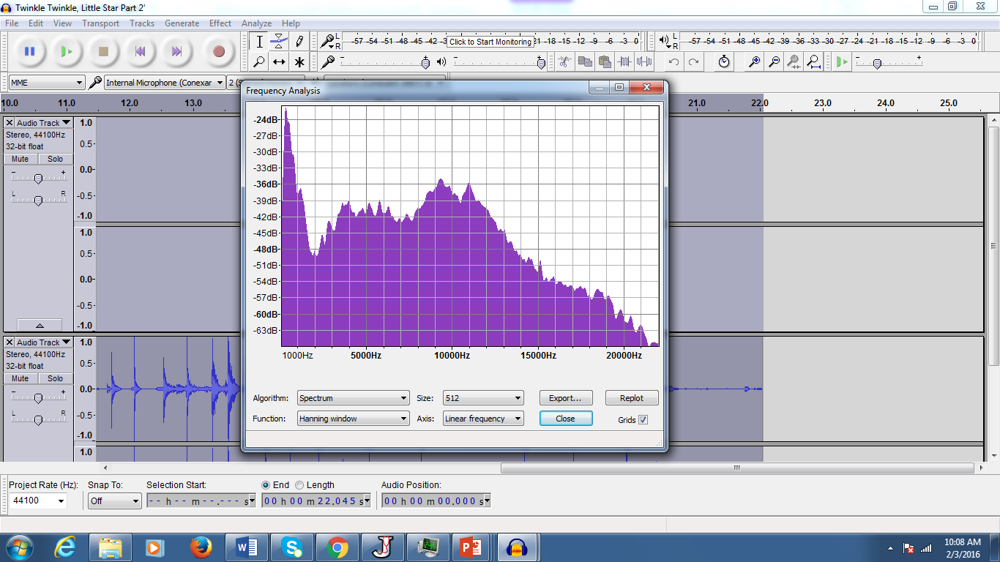 Twinkle Twinkle, Little Star Part 2'
File Edit View Transport Tracks Generate Effect Analyze Help
L R -57 -54 -51 -48 -45 -42 Click to Start Monitoring -21 -18 -15 -12 -9 -6 -3 0
L R -57 -54 -51 -48 -45 -42 -39 -36 -33 -30 -27 -24 -21 -18 -15 -12 -9 -6 -3 0
MME Internal Microphone (Conexar 2 (S
10.0 11.0 12.0 13.0 21.0 22.0 23.0 24.0 25.0
Frequency Analysis
Audio Track
Stereo, 44100Hz
32-bit float
Mute Solo
- +
L R
1.0
0.5-
0.0-
-0.5-
-1.0
1.0
0.5-
0.0-
-0.5-
-1.0
Audio Track
Stereo, 44100Hz
32-bit float
Mute Solo
- +
L R
1.0
0.5-
0.0-
-0.5-
-1.0
1.0
-24dB
-27dB
-30dB
-33dB
-36dB
-39dB
-42dB
-45dB
-48dB
-51dB
-54dB
-57dB
-60dB
-63dB
1000Hz 5000Hz 10000Hz 15000Hz 20000Hz
Algorithm: Spectrum Size: 512 Export... Replot
Function: Hanning window Axis: Linear frequency Close Grids
Project Rate (Hz): Snap To: Selection Start: End Length Audio Position:
44100 Off -- h -- m --.--- s 00 h 00 m 22.045 s 00 h 00 m 00.000 s
10:08 AM
2/3/2016